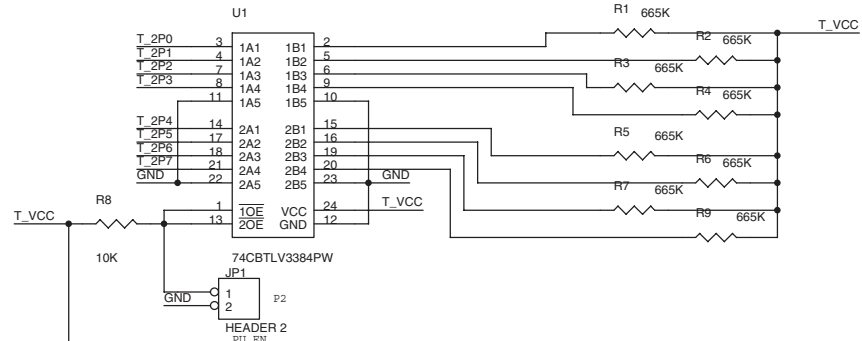 U1
R1 665K
T_VCC
T_2P0 3 1A1 1B1 2
R2 665K
T_2P1 4 1A2 1B2 5
T_2P2 7 1A3 1B3 6
R3 665K
T_2P3 8 1A4 1B4 9
R4 665K
11 1A5 1B5 10
T_2P4 14 2A1 2B1 15
R5 665K
T_2P5 17 2A2 2B2 16
T_2P6 18 2A3 2B3 19
R6 665K
T_2P7 21 2A4 2B4 20
GND 22 2A5 2B5 23 GND
R7 665K
R8
T_VCC
1 1OE VCC 24 T_VCC
R9 665K
13 2OE GND 12
10K
74CBTLV3384PW
JP1
GND
1
2
P2
HEADER 2
PU_EN